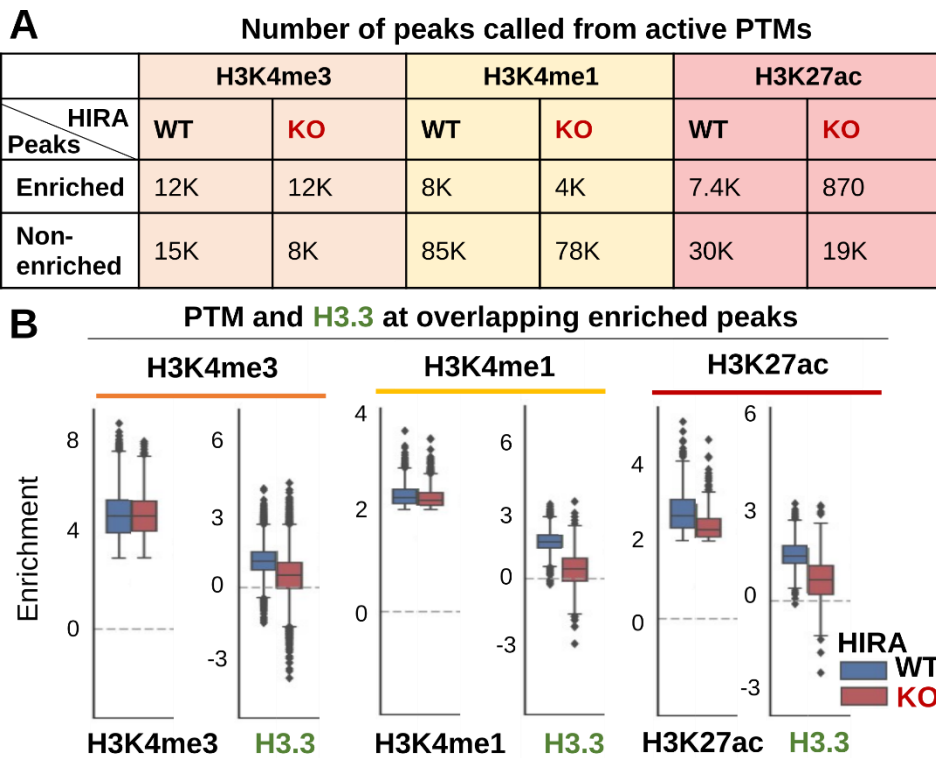 A
Number of peaks called from active PTMs
H3K4me3 H3K4me1 H3K27ac
HIRA
Peaks
WT KO WT KO WT KO
Enriched 12K 12K 8K 4K 7.4K 870
Non-
enriched 15K 8K 85K 78K 30K 19K
B
PTM and H3.3 at overlapping enriched peaks
H3K4me3 H3K4me1 H3K27ac
Enrichment
8
4
0
6
3
0
-3
4
2
0
6
3
0
-3
4
2
0
6
3
0
-3
HIRA
WT
KO
H3K4me3 H3.3 H3K4me1 H3.3 H3K27ac H3.3